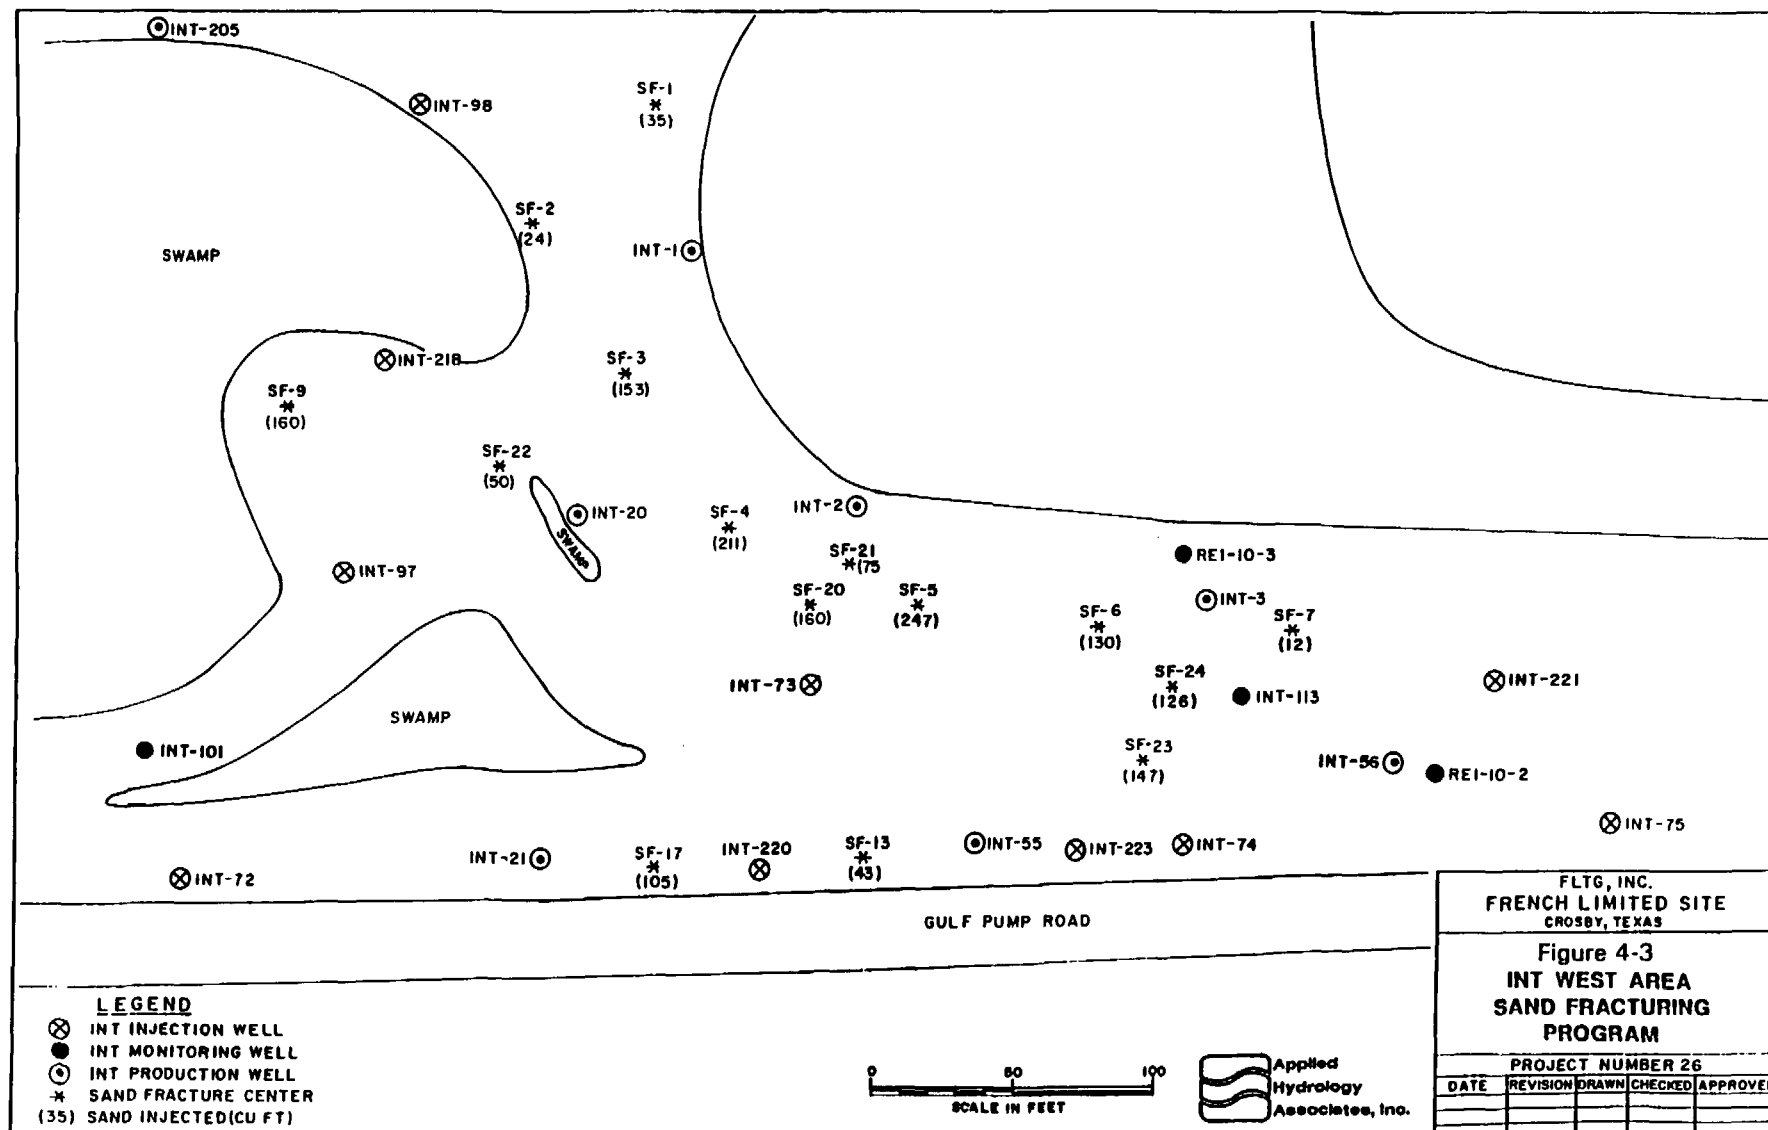 INT-205
INT-98
SF-1
(35)
SF-2
(24)
INT-1
SWAMP
INT-218
SF-3
(153)
SF-9
(160)
SF-22
(50)
INT-20
SWAMP
SF-4
(211)
INT-2
SF-21
(75
REI-10-3
INT-97
SF-20
(160)
SF-5
(247)
SF-6
(130)
INT-3
SF-7
(12)
INT-73
SF-24
(126)
INT-113
INT-221
SWAMP
INT-101
SF-23
(147)
INT-56
REI-10-2
INT-75
INT-21
SF-17
(105)
INT-220
SF-13
(43)
INT-55
INT-223
INT-74
INT-72
GULF PUMP ROAD
FLTG, INC.
FRENCH LIMITED SITE
CROSBY, TEXAS
Figure 4-3
INT WEST AREA
SAND FRACTURING
PROGRAM
PROJECT NUMBER 26
DATE REVISION DRAWN CHECKED APPROVED
LEGEND
INT INJECTION WELL
INT MONITORING WELL
INT PRODUCTION WELL
SAND FRACTURE CENTER
(35) SAND INJECTED(CU FT)
0 50 100
SCALE IN FEET
Applied
Hydrology
Associates, Inc.